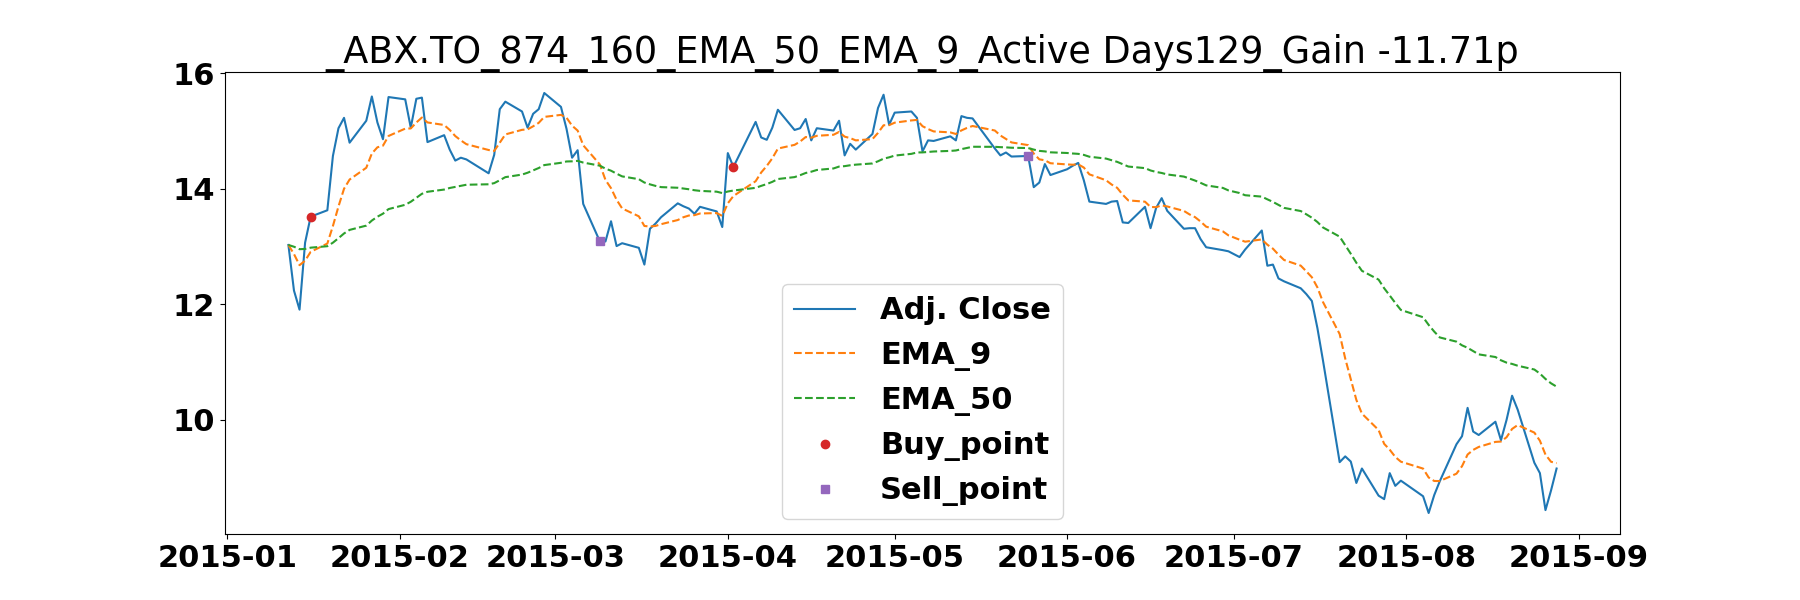 _ABX.TO_874_160_EMA_50_EMA_9_Active Days129_Gain -11.71p
16
14
12
10
Adj. Close
EMA_9
EMA_50
Buy_point
Sell_point
2015-01 2015-02 2015-03 2015-04 2015-05 2015-06 2015-07 2015-08 2015-09